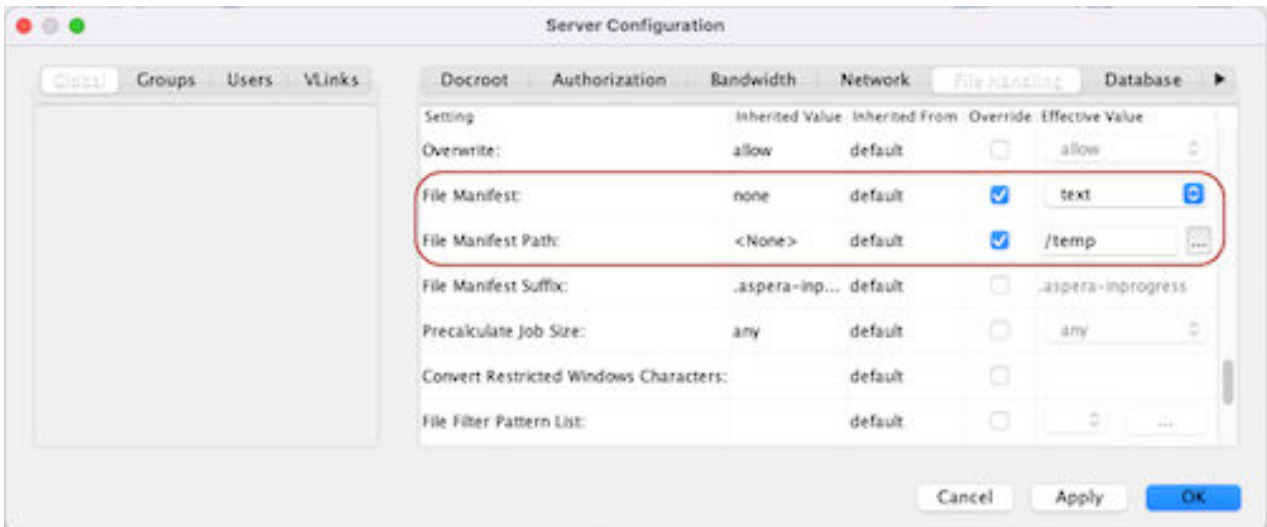 Server Configuration
Global Groups Users VLinks
Docroot Authorization Bandwidth Network File Handling Database
Setting Inherited Value Inherited From Override Effective Value
Overwrite: allow default allow
File Manifest: none default text
File Manifest Path: <None> default /temp ...
File Manifest Suffix: .aspera-inp... default .aspera-inprogress
Precalculate Job Size: any default any
Convert Restricted Windows Characters: default
File Filter Pattern List: default ...
Cancel Apply OK